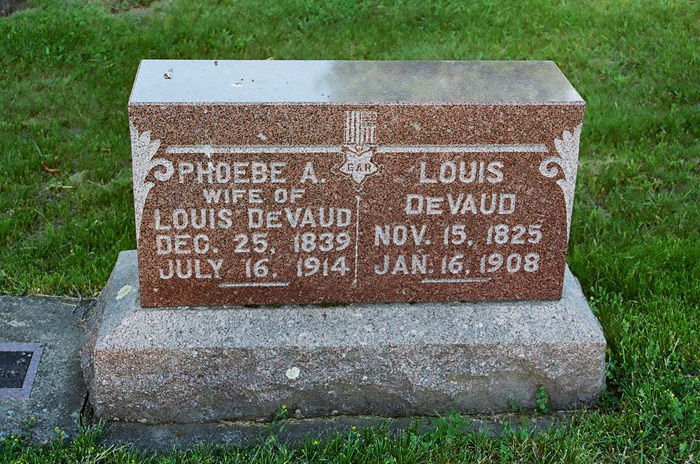 GAR
PHOEBE A.
WIFE OF
LOUIS DEVAUD
DEC. 25, 1839
JULY 16, 1914
LOUIS
DEVAUD
NOV. 15, 1825
JAN. 16, 1908